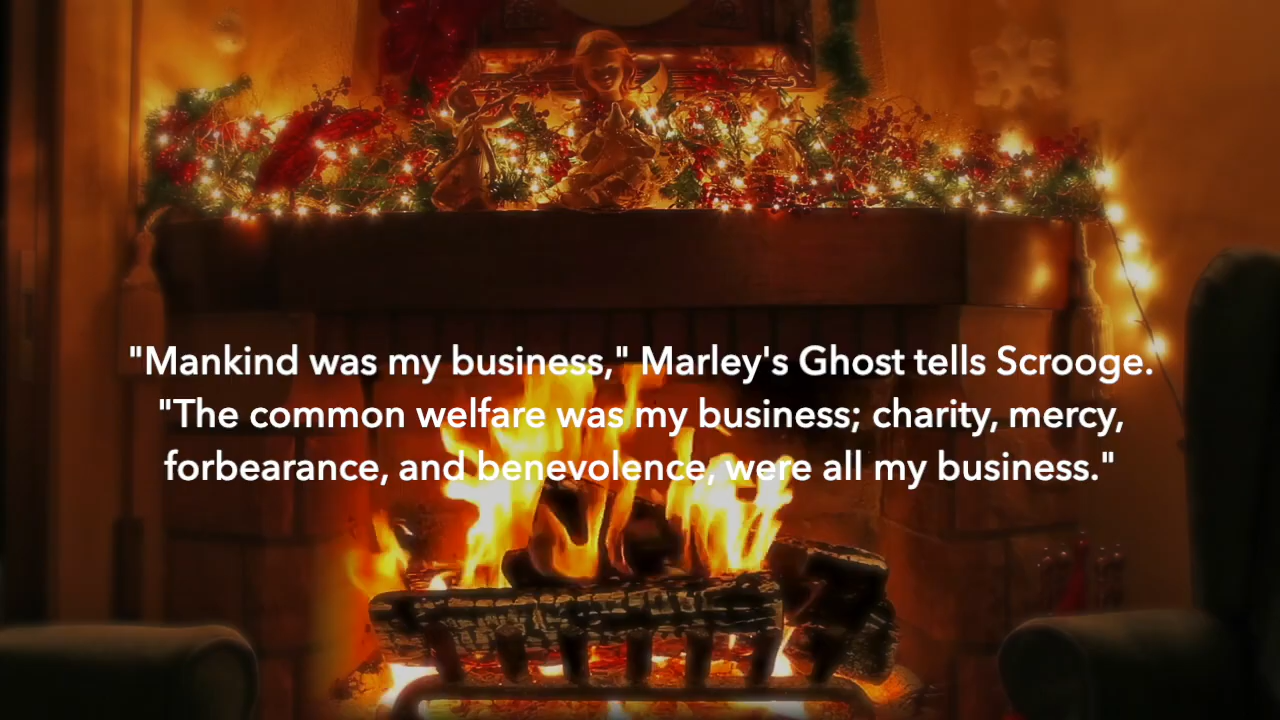 "Mankind was my business," Marley's Ghost tells Scrooge.
"The common welfare was my business; charity, mercy,
forbearance, and benevolence, were all my business."